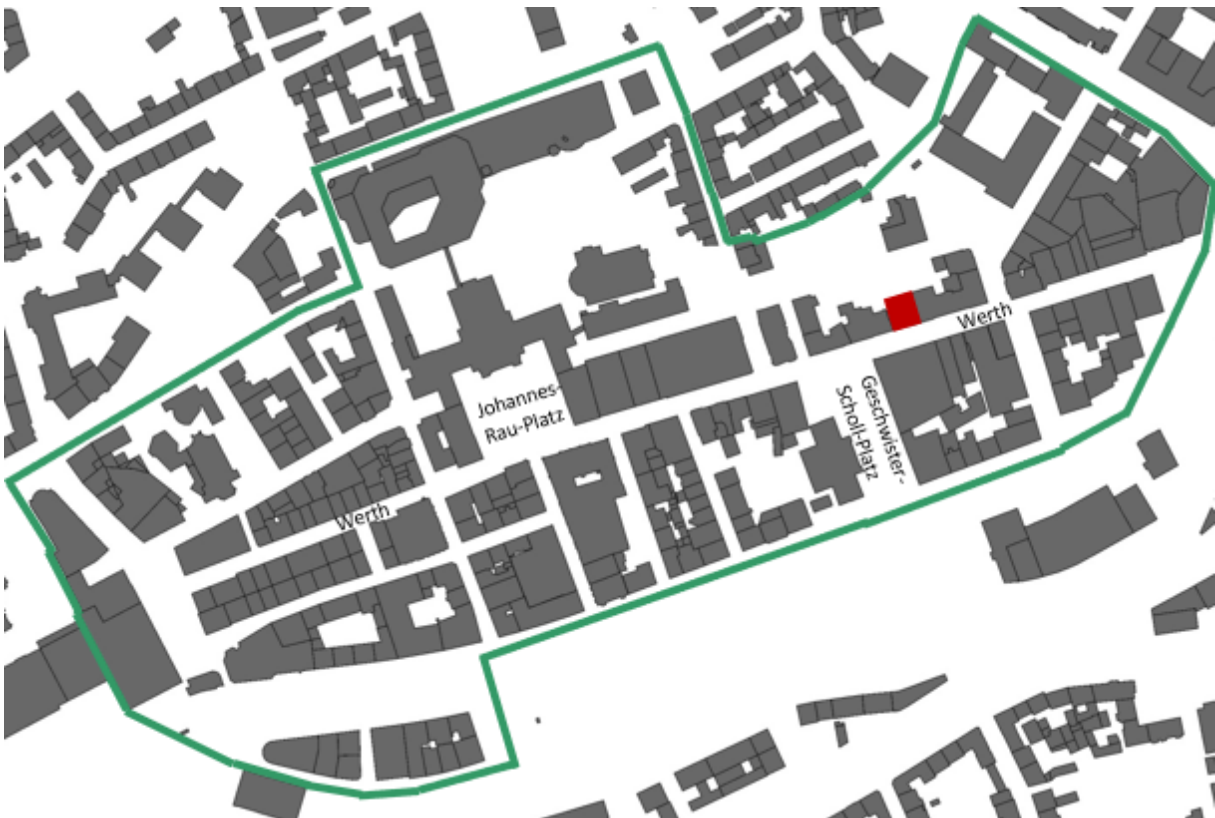 Werth
Johannes-
Rau-Platz
Geschwister-
Scholl-Platz
Werth